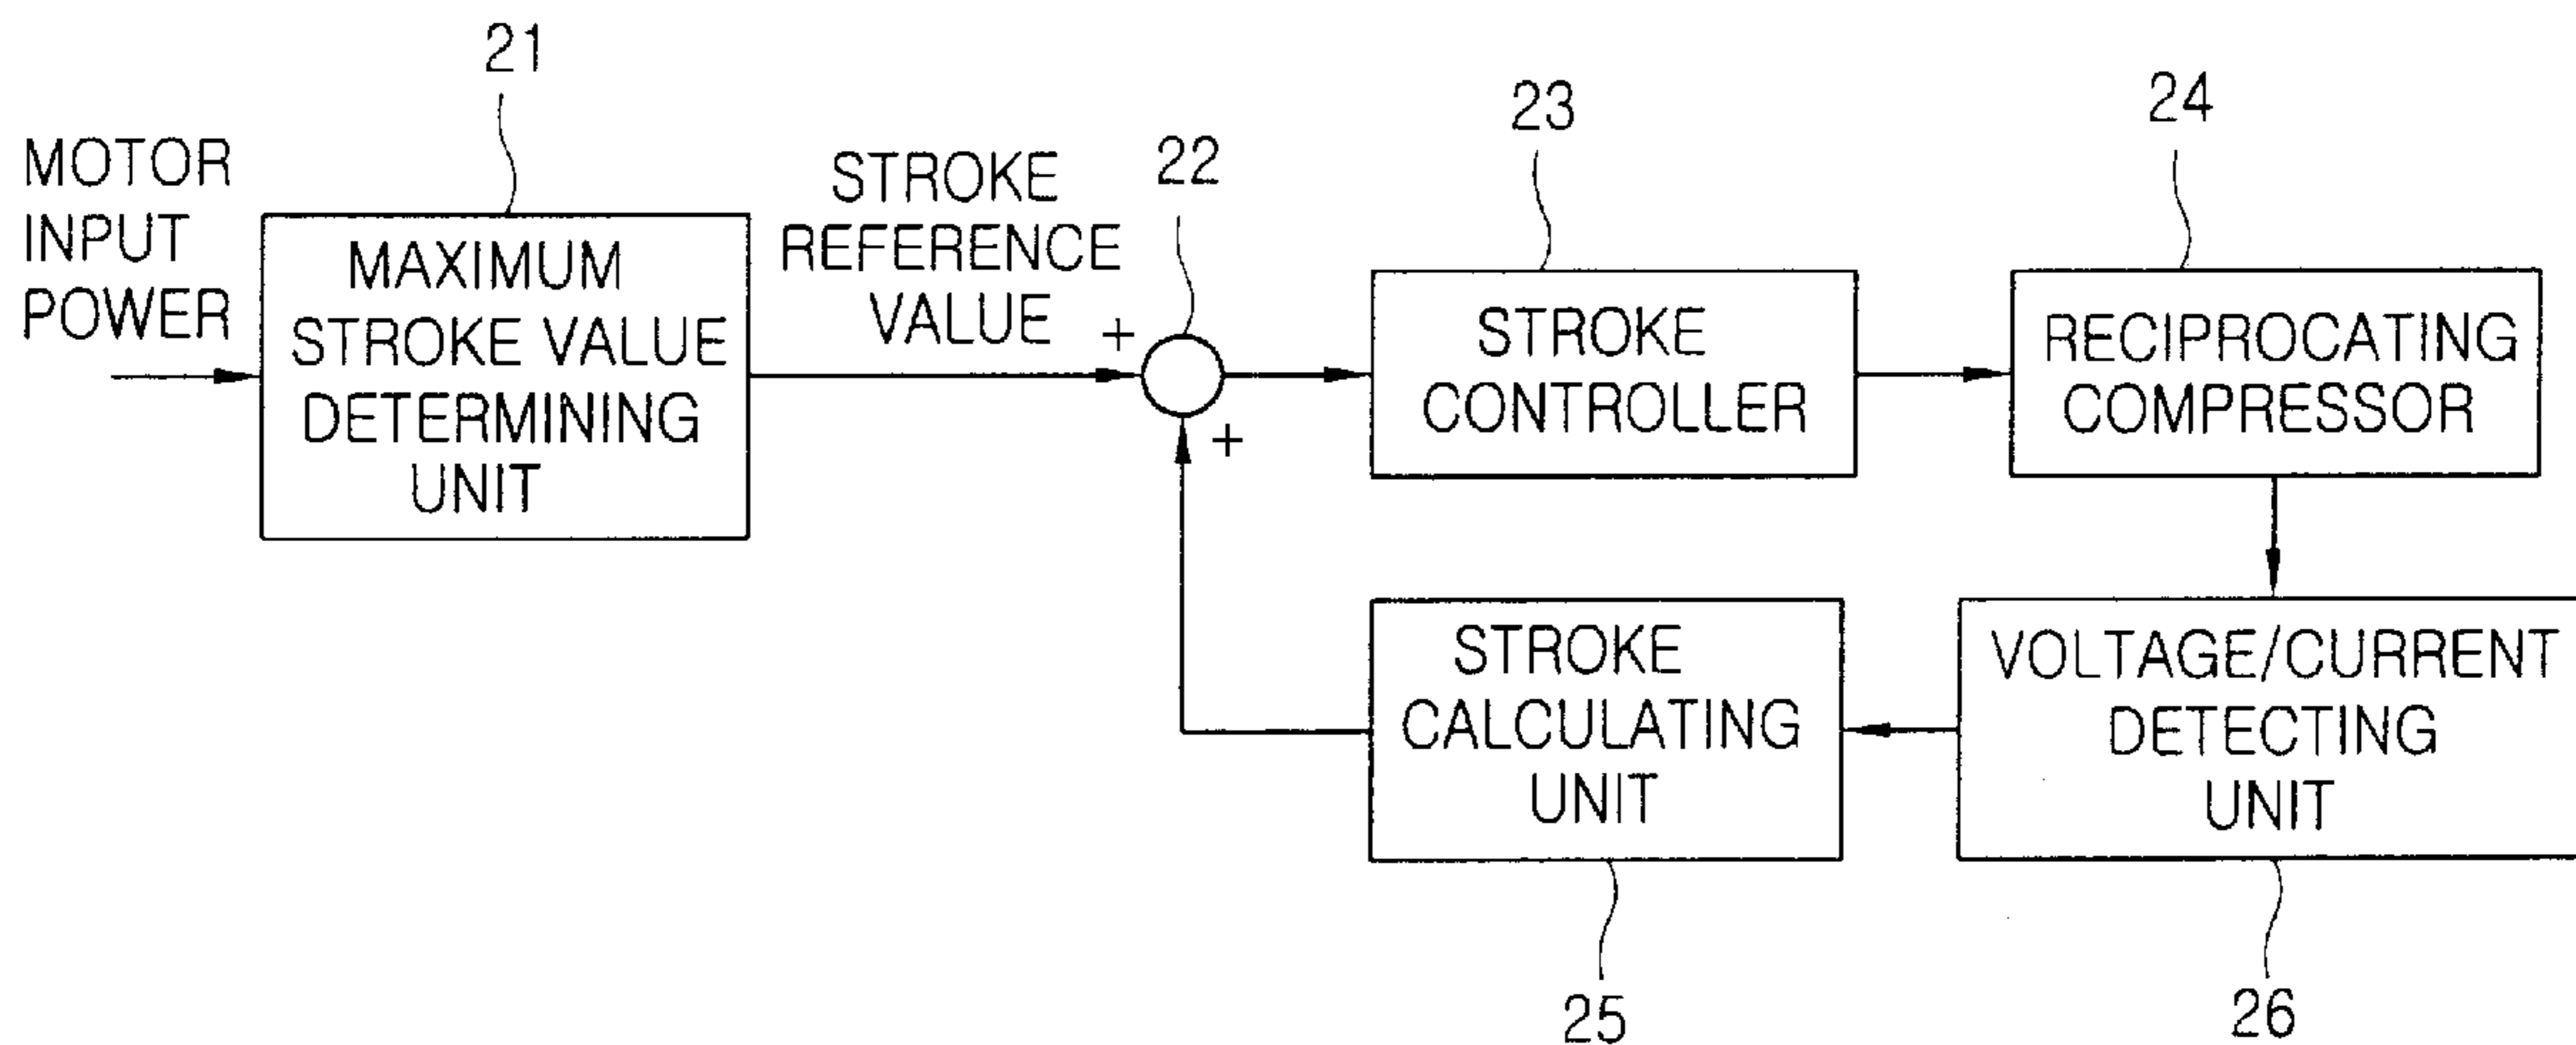 21
MOTOR
INPUT
POWER
MAXIMUM
STROKE VALUE
DETERMINING
UNIT
STROKE
REFERENCE
VALUE
+
22
+
23
STROKE
CONTROLLER
24
RECIPROCATING
COMPRESSOR
STROKE
CALCULATING
UNIT
25
VOLTAGE/CURRENT
DETECTING
UNIT
26